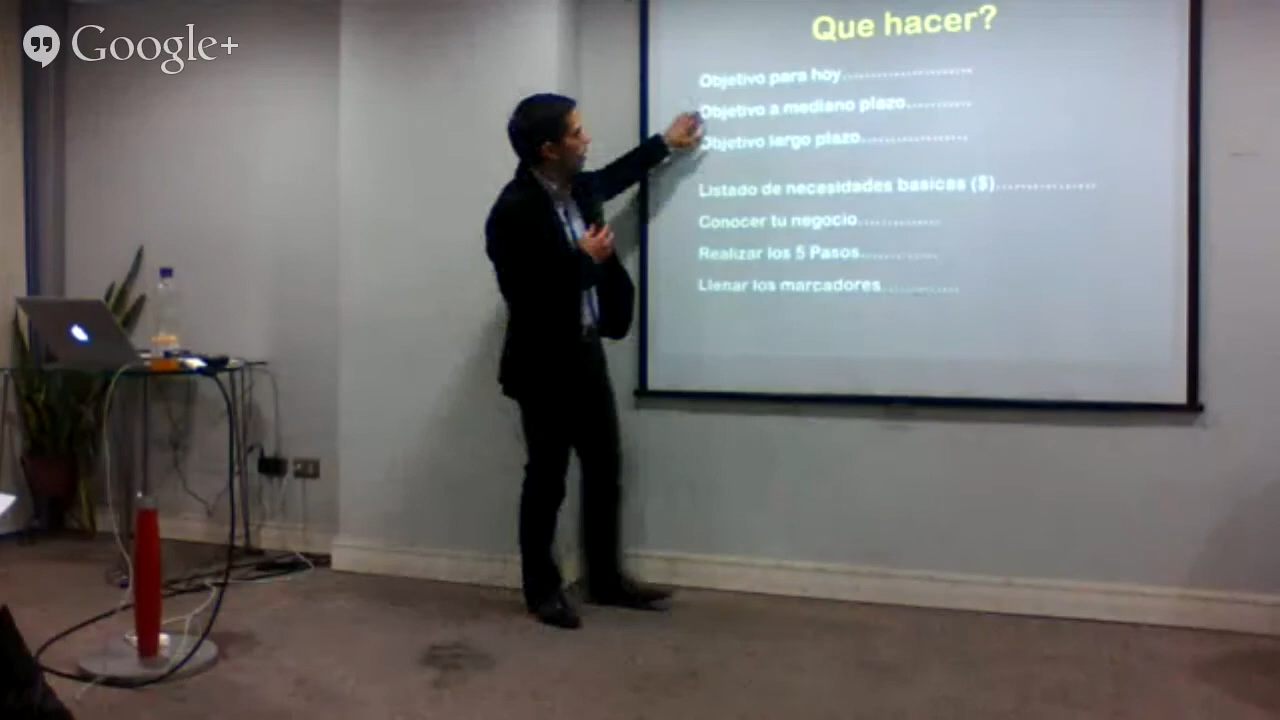 Google+
Que hacer?
Objetivo para hoy......................
Objetivo a mediano plazo...........
Objetivo largo plazo..................
Listado de necesidades basicas ($)................
Conocer tu negocio..............
Realizar los 5 Pasos.............
Llenar los marcadores.............